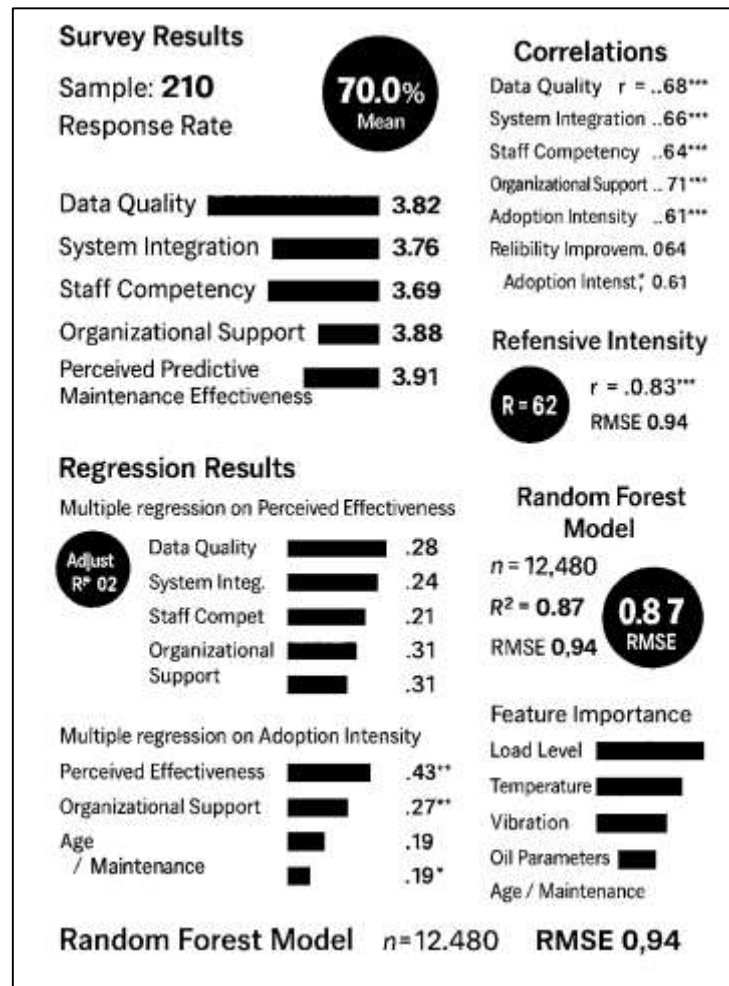 Survey Results
Sample: 210
Response Rate
70.0%
Mean
Data Quality 3.82
System Integration 3.76
Staff Competency 3.69
Organizational Support 3.88
Perceived Predictive
Maintenance Effectiveness 3.91
Correlations
Data Quality r = ..68***
System Integration ..66***
Staff Competency ..64***
Organizational Support .. 71***
Adoption Intensity ..61***
Relibility Improvem. 064
Adoption Intenst,* 0.61
Refensive Intensity
R = 62
r = .0.83***
RMSE 0.94
Regression Results
Multiple regression on Perceived Effectiveness
Adjust
R* 02
Data Quality .28
System Integ. .24
Staff Compet .21
Organizational .31
Support .31
Multiple regression on Adoption Intensity
Perceived Effectiveness .43**
Organizational Support .27**
Age .19
/ Maintenance .19*
Random Forest
Model
n = 12,480
R² = 0.87
RMSE 0,94
0.8 7
RMSE
Feature Importance
Load Level
Temperature
Vibration
Oil Parameters
Age / Maintenance
Random Forest Model n=12.480 RMSE 0,94